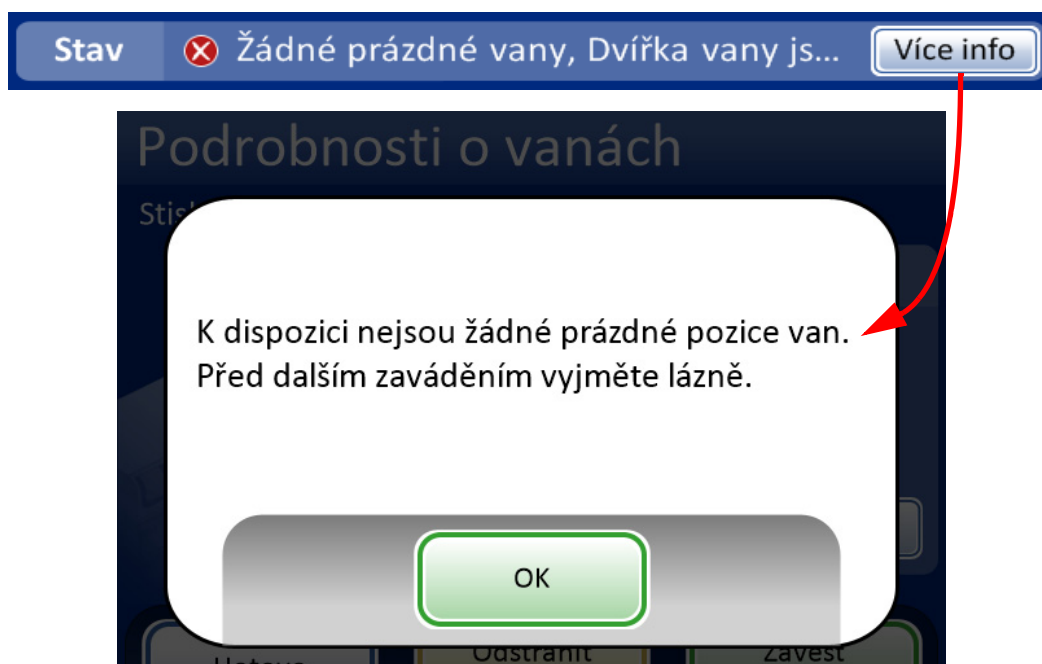 Stav Žádné prázdné vany, Dvířka vany js... Více info
Podrobnosti o vanách
K dispozici nejsou žádné prázdné pozice van.
Před dalším zaváděním vyjměte lázně.
OK
Odstranit Zavést